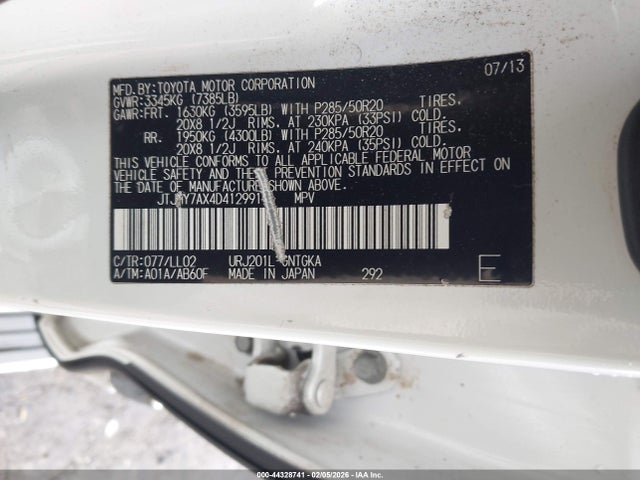 MFD. BY: TOYOTA MOTOR CORPORATION 07/13
GVWR: 3345KG (7385LB)
GAWR: FRT. 1630KG (3595LB) WITH P285/50R20 TIRES,
20X8 1/2J RIMS, AT 230KPA (33PSI) COLD.
RR. 1950KG (4300LB) WITH P285/50R20 TIRES,
20X8 1/2J RIMS, AT 240KPA (35PSI) COLD.
THIS VEHICLE CONFORMS TO ALL APPLICABLE FEDERAL MOTOR
VEHICLE SAFETY AND THEFT PREVENTION STANDARDS IN EFFECT
ON THE DATE OF MANUFACTURE SHOWN ABOVE.
MPV
C/TR: 077/LL02 URJ201L
A/TM: A01A/AB60F MADE IN JAPAN 292 E
000-44328741 02/05/2026 COPART.COM